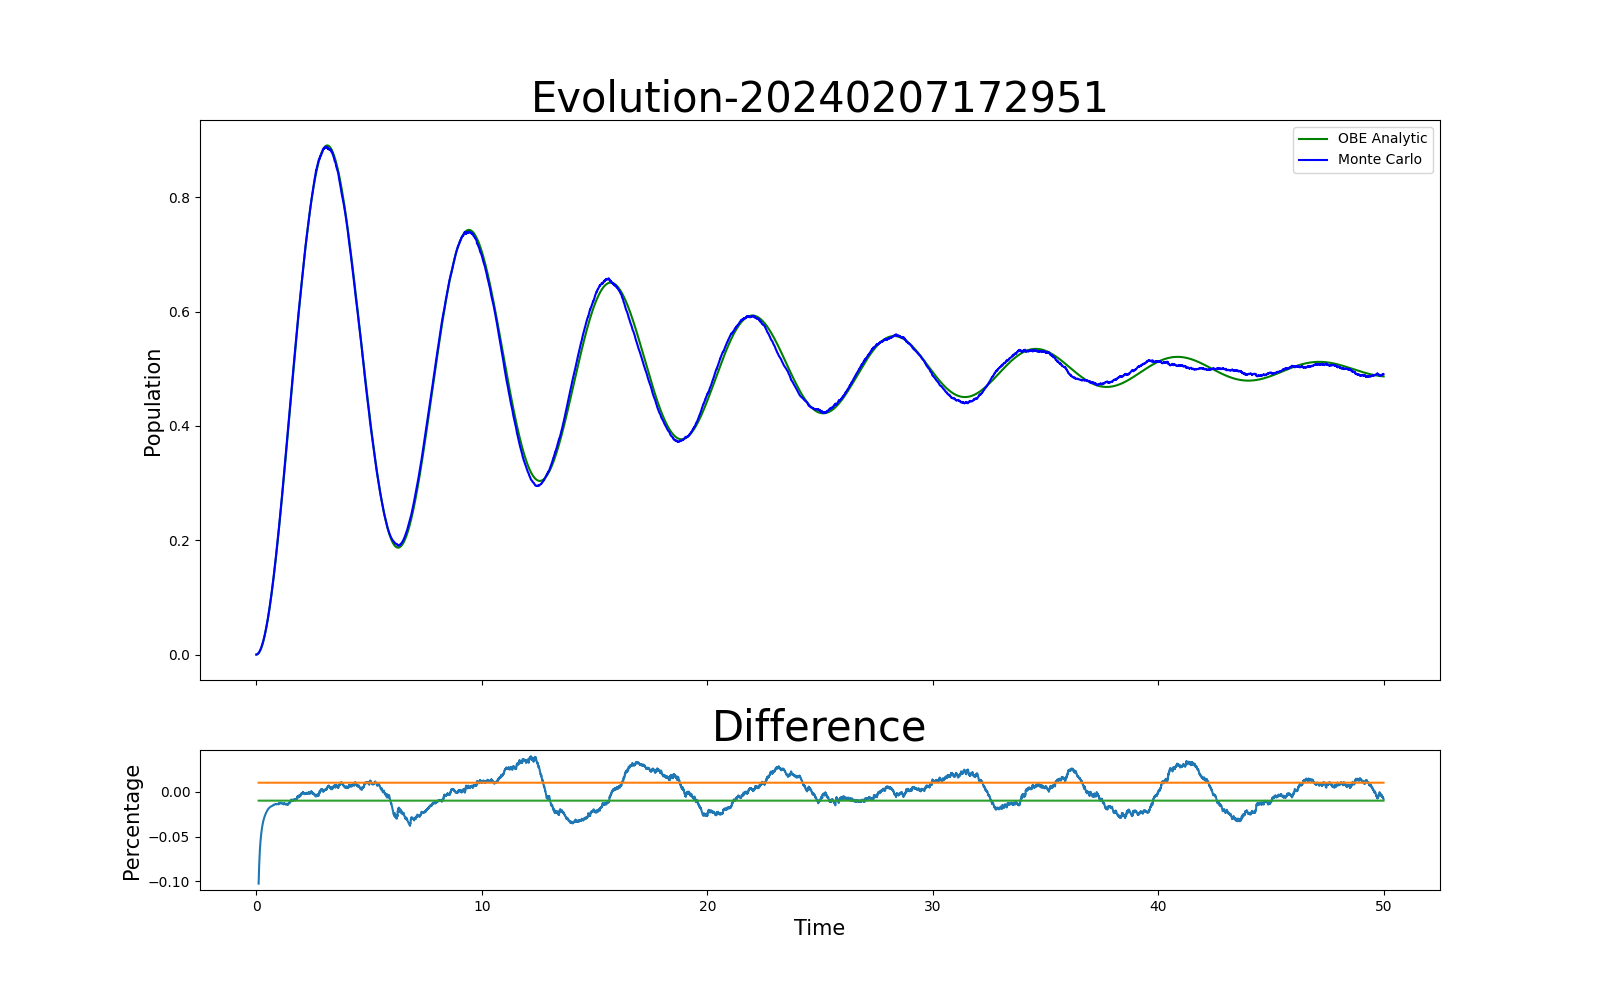 Evolution-20240207172951
OBE Analytic
Monte Carlo
Population
0.8
0.6
0.4
0.2
0.0
Difference
Percentage
0.00
−0.05
−0.10
0
10
20
30
40
50
Time